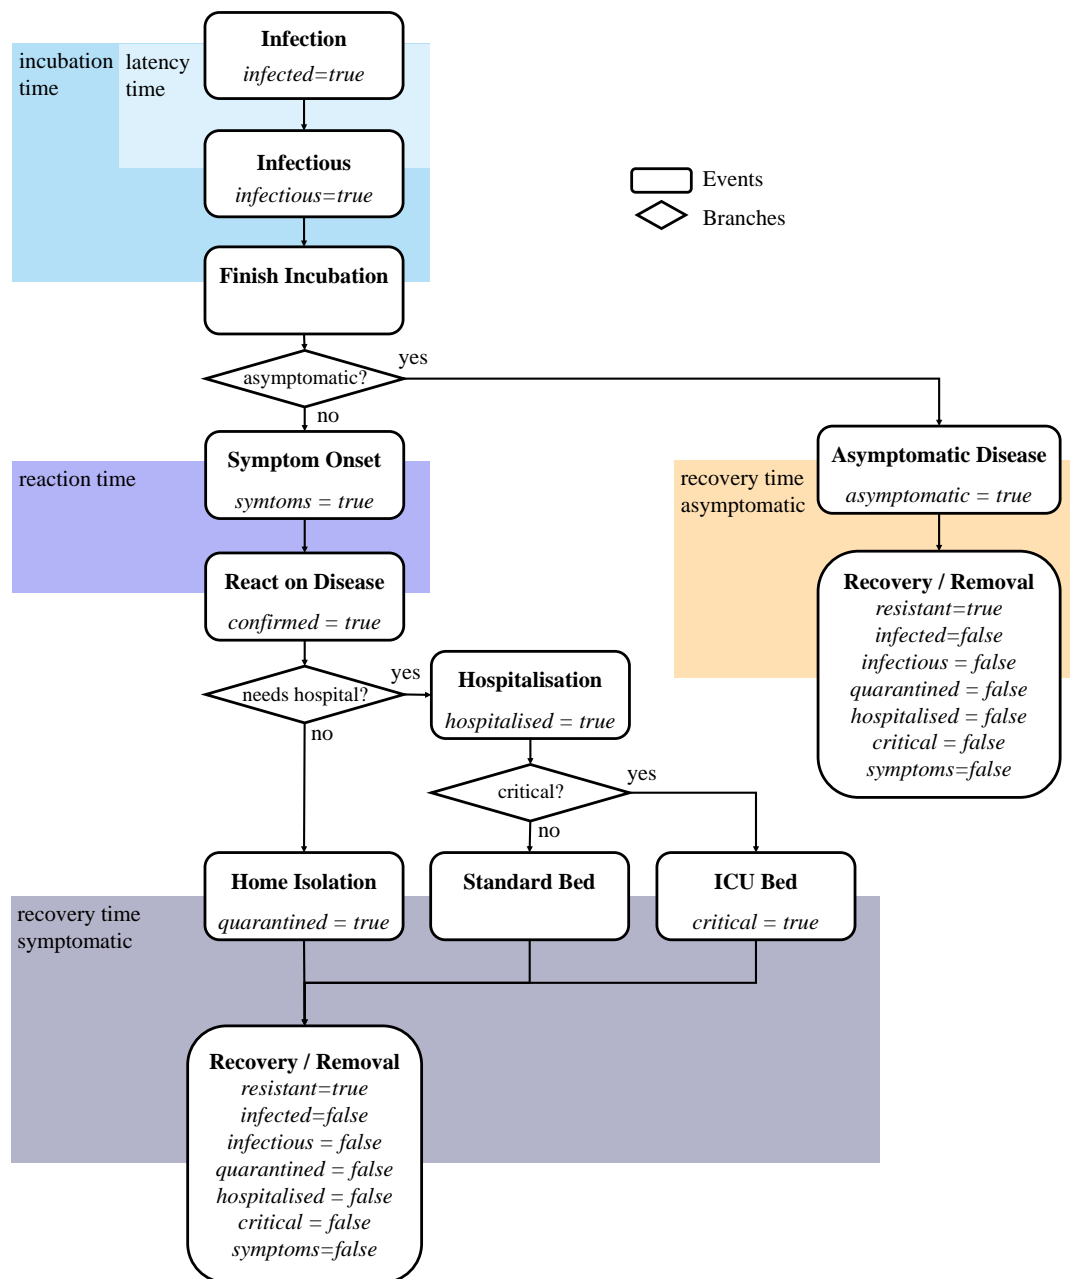 Infection
infected=true
incubation
time
latency
time
Infectious
infectious=true
Events
Branches
Finish Incubation
asymptomatic?
yes
no
Symptom Onset
symtoms = true
reaction time
Asymptomatic Disease
asymptomatic = true
recovery time
asymptomatic
React on Disease
confirmed = true
Recovery / Removal
resistant=true
infected=false
infectious = false
quarantined = false
hospitalised = false
critical = false
symptoms=false
needs hospital?
yes
no
Hospitalisation
hospitalised = true
critical?
yes
no
Home Isolation
quarantined = true
Standard Bed
ICU Bed
critical = true
recovery time
symptomatic
Recovery / Removal
resistant=true
infected=false
infectious = false
quarantined = false
hospitalised = false
critical = false
symptoms=false